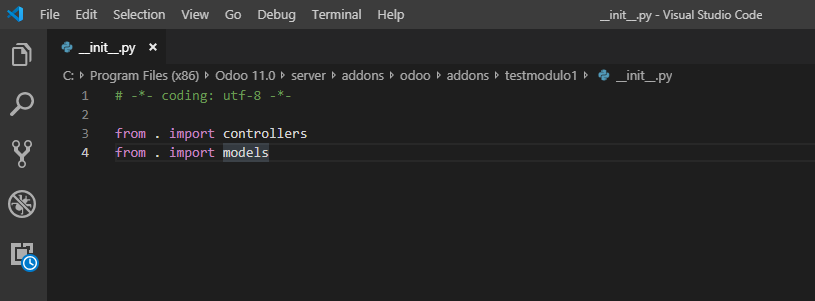 File Edit Selection View Go Debug Terminal Help __init__.py - Visual Studio Code
__init__.py ×
C: › Program Files (x86) › Odoo 11.0 › server › addons › odoo › addons › testmodulo1 › __init__.py
1 # -*- coding: utf-8 -*-
2
3 from . import controllers
4 from . import models